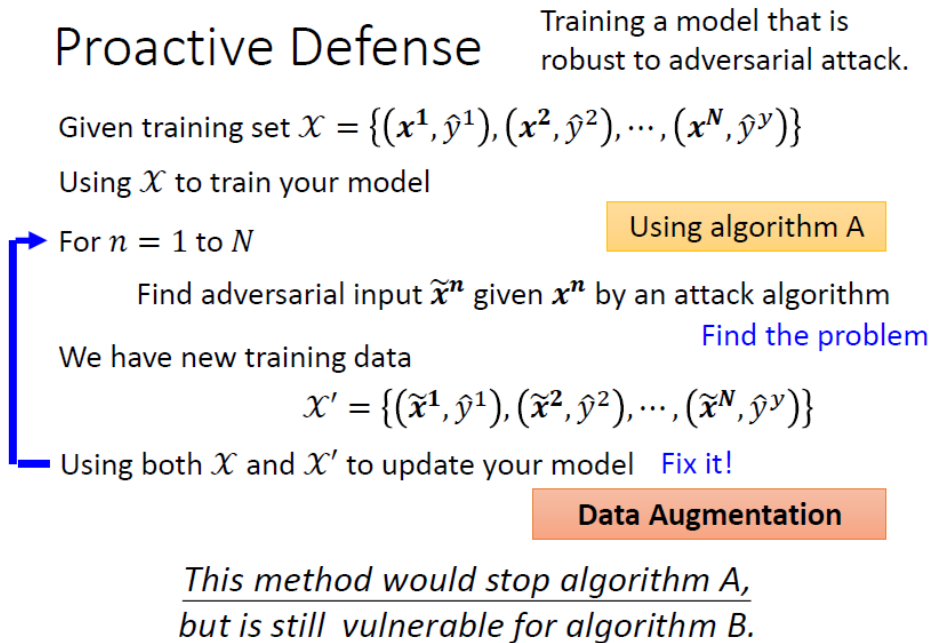 Proactive Defense
Training a model that is
robust to adversarial attack.
Given training set 𝒳 = {(𝒙¹, ŷ¹), (𝒙², ŷ²), ⋯, (𝒙ᴺ, ŷʸ)}
Using 𝒳 to train your model
Using algorithm A
For n = 1 to N
Find adversarial input 𝒙̃ⁿ given 𝒙ⁿ by an attack algorithm
Find the problem
We have new training data
𝒳′ = {(𝒙̃¹, ŷ¹), (𝒙̃², ŷ²), ⋯, (𝒙̃ᴺ, ŷʸ)}
Using both 𝒳 and 𝒳′ to update your model Fix it!
Data Augmentation
This method would stop algorithm A,
but is still vulnerable for algorithm B.